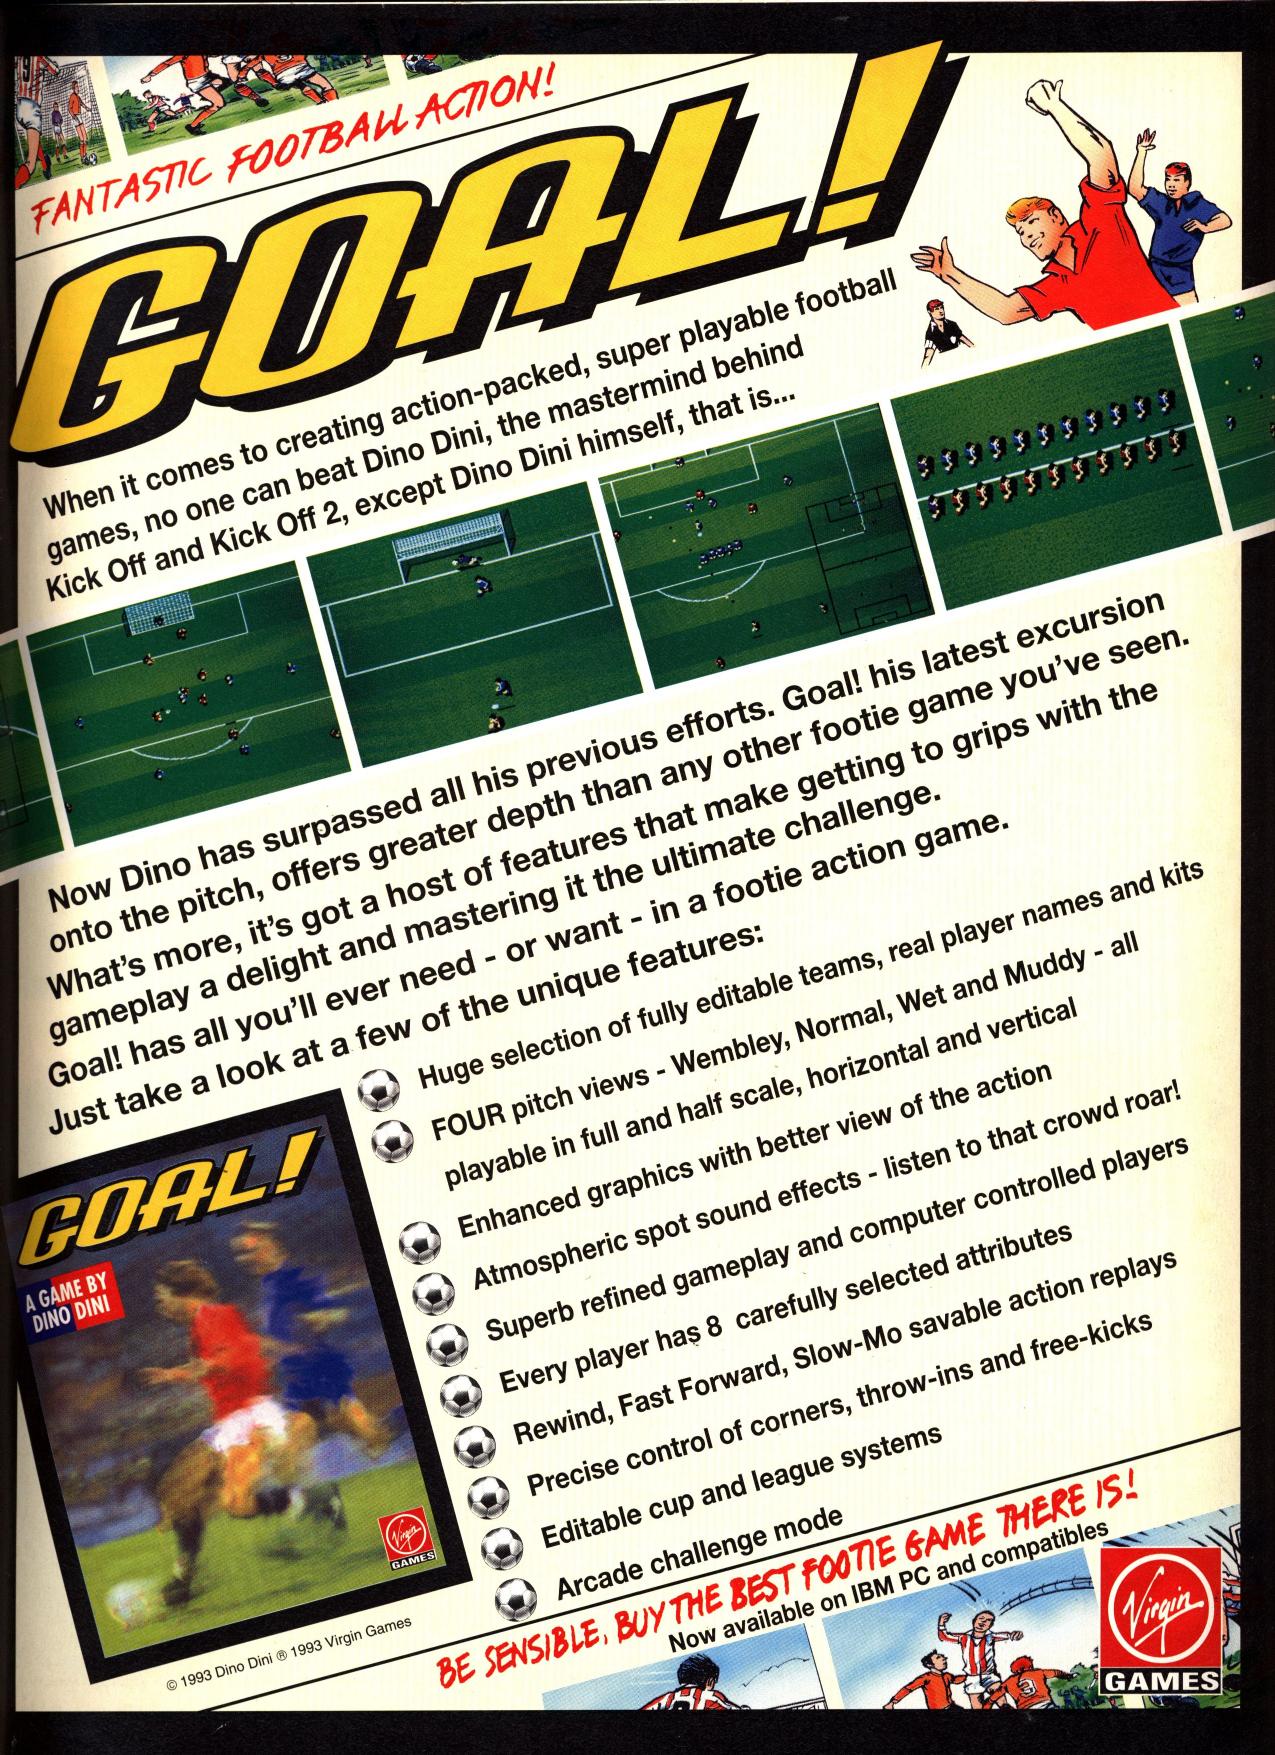 FANTASTIC FOOTBALL ACTION!
GOAL!
When it comes to creating action-packed, super playable football
games, no one can beat Dino Dini, the mastermind behind
Kick Off and Kick Off 2, except Dino Dini himself, that is...
Now Dino has surpassed all his previous efforts. Goal! his latest excursion
onto the pitch, offers greater depth than any other footie game you've seen.
What's more, it's got a host of features that make getting to grips with the
gameplay a delight and mastering it the ultimate challenge.
Goal! has all you'll ever need - or want - in a footie action game.
Just take a look at a few of the unique features:
Huge selection of fully editable teams, real player names and kits
FOUR pitch views - Wembley, Normal, Wet and Muddy - all
playable in full and half scale, horizontal and vertical
Enhanced graphics with better view of the action
Atmospheric spot sound effects - listen to that crowd roar!
Superb refined gameplay and computer controlled players
Every player has 8 carefully selected attributes
Rewind, Fast Forward, Slow-Mo savable action replays
Precise control of corners, throw-ins and free-kicks
Editable cup and league systems
Arcade challenge mode
GOAL!
A GAME BY
DINO DINI
Virgin
GAMES
© 1993 Dino Dini ® 1993 Virgin Games
BE SENSIBLE, BUY THE BEST FOOTIE GAME THERE IS!
Now available on IBM PC and compatibles
Virgin
GAMES